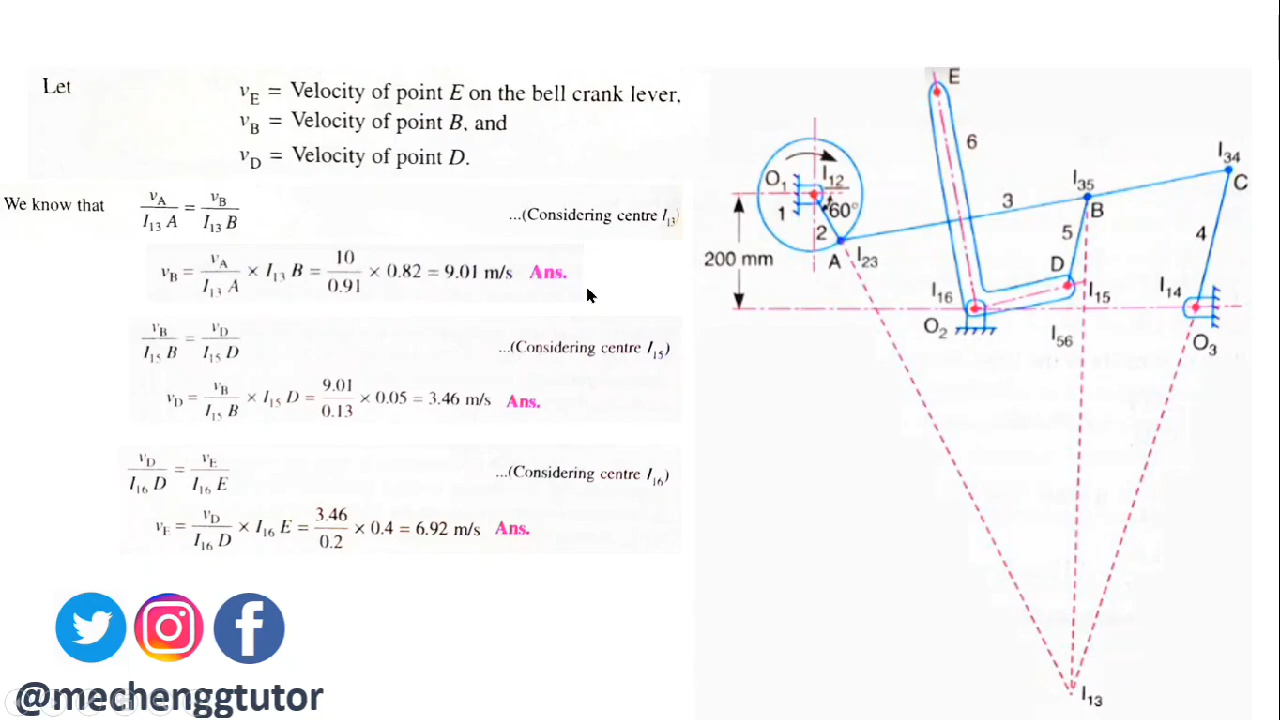 Let
v_E = Velocity of point E on the bell crank lever,
v_B = Velocity of point B, and
v_D = Velocity of point D.
We know that v_A / I_13 A = v_B / I_13 B ...(Considering centre I_13)
v_B = v_A / I_13 A × I_13 B = 10 / 0.91 × 0.82 = 9.01 m/s Ans.
v_B / I_15 B = v_D / I_15 D ...(Considering centre I_15)
v_D = v_B / I_15 B × I_15 D = 9.01 / 0.13 × 0.05 = 3.46 m/s Ans.
v_D / I_16 D = v_E / I_16 E ...(Considering centre I_16)
v_E = v_D / I_16 D × I_16 E = 3.46 / 0.2 × 0.4 = 6.92 m/s Ans.
@mechenggtutor
E
6
O_1
I_12
1
60°
2
A
I_23
200 mm
3
I_35
B
I_34
C
5
4
D
I_16
I_15
I_14
O_2
I_56
O_3
I_13